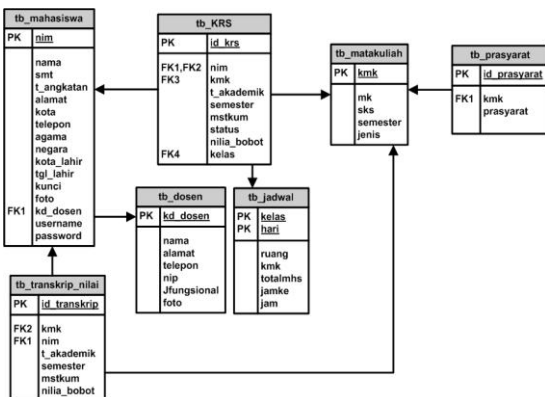 tb_mahasiswa
PK nim
nama
smt
t_angkatan
alamat
kota
telepon
agama
negara
kota_lahir
tgl_lahir
kunci
foto
FK1 kd_dosen
username
password
tb_KRS
PK id_krs
FK1,FK2 nim
FK3 kmk
t_akademik
semester
mstkum
status
nilia_bobot
FK4 kelas
tb_matakuliah
PK kmk
mk
sks
semester
jenis
tb_prasyarat
PK id_prasyarat
FK1 kmk
prasyarat
tb_dosen
PK kd_dosen
nama
alamat
telepon
nip
Jfungsional
foto
tb_jadwal
PK kelas
PK hari
ruang
kmk
totalmhs
jamke
jam
tb_transkrip_nilai
PK id_transkrip
FK2 kmk
FK1 nim
t_akademik
semester
mstkum
nilia_bobot